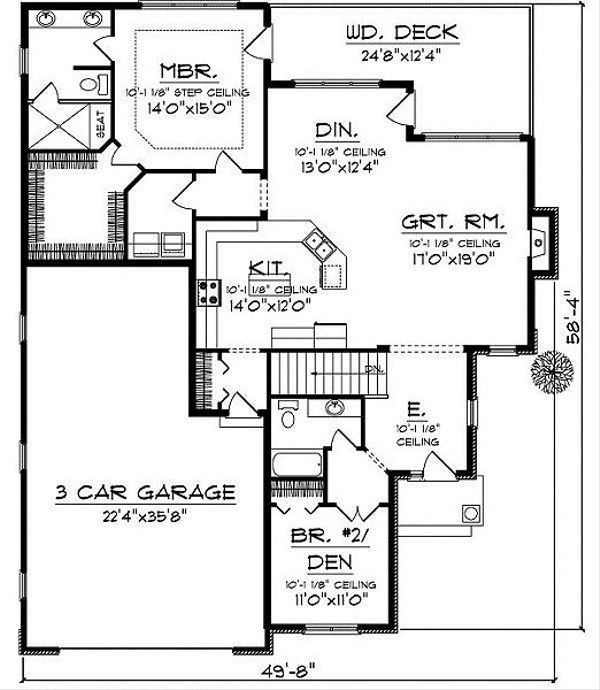 WD. DECK
24'8"x12'4"
MBR.
10'-1 1/8" STEP CEILING
14'0"x15'0"
SEAT
DIN.
10'-1 1/8" CEILING
13'0"x12'4"
GRT. RM.
10'-1 1/8" CEILING
17'0"x19'0"
KIT.
10'-1 1/8" CEILING
14'0"x12'0"
58'-4"
DN.
E.
10'-1 1/8"
CEILING
3 CAR GARAGE
22'4"x35'8"
BR. #2/
DEN
10'-1 1/8" CEILING
11'0"x11'0"
49'-8"